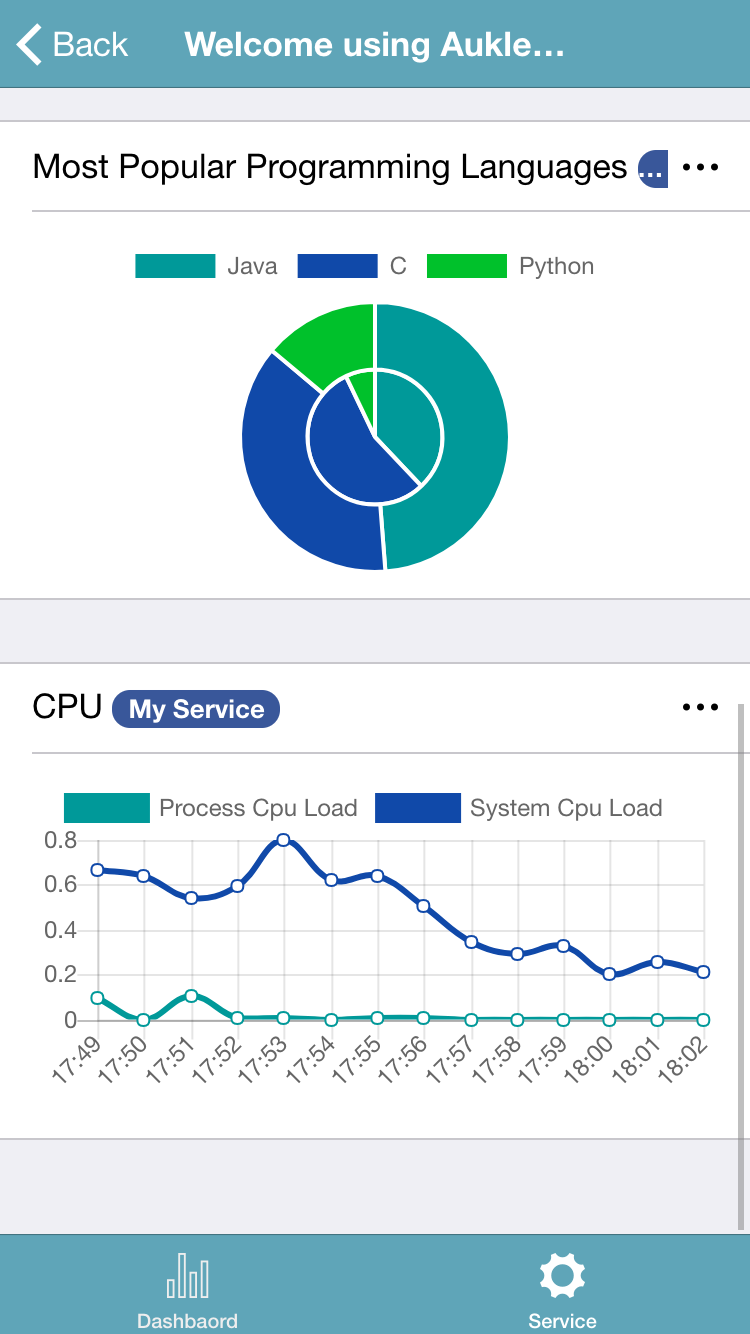 Back Welcome using Aukle...
Most Popular Programming Languages ... •••
Java C Python
CPU My Service •••
Process Cpu Load System Cpu Load
0.8
0.6
0.4
0.2
0
17:49 17:50 17:51 17:52 17:53 17:54 17:55 17:56 17:57 17:58 17:59 18:00 18:01 18:02
Dashbaord Service